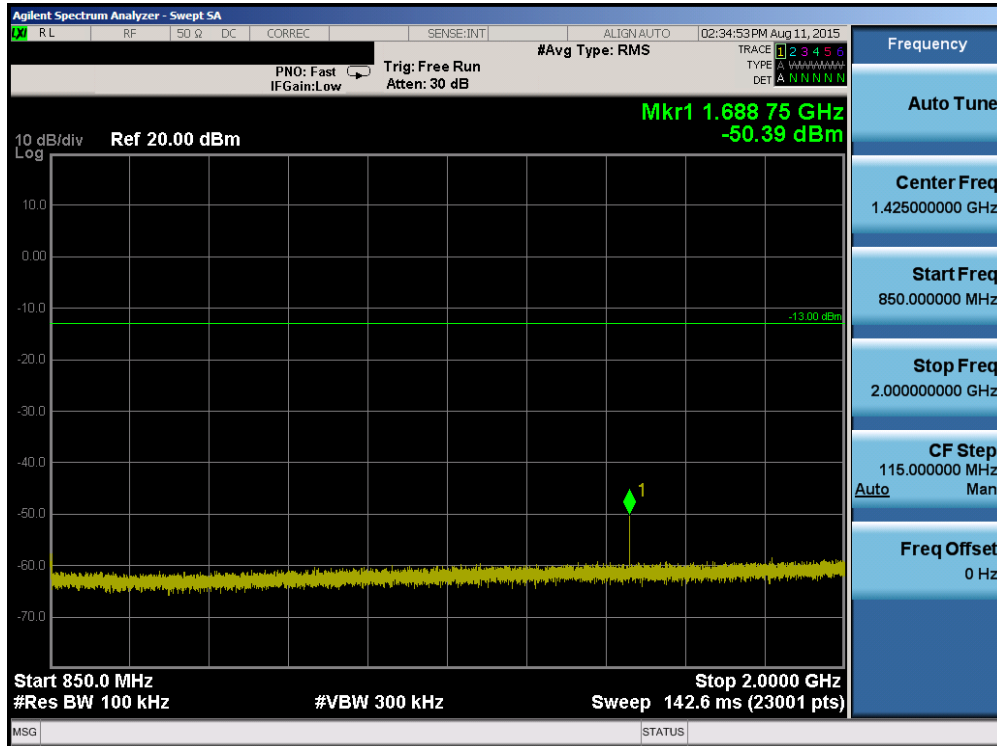 Agilent Spectrum Analyzer - Swept SA
LXI RL RF 50 Ω DC CORREC SENSE:INT ALIGNAUTO 02:34:53PM Aug 11, 2015
#Avg Type: RMS
TRACE 1 2 3 4 5 6
PNO: Fast
Trig: Free Run
TYPE A WWWWWW
IFGain:Low
Atten: 30 dB
DET A N N N N N
Mkr1 1.688 75 GHz
-50.39 dBm
10 dB/div
Log
Ref 20.00 dBm
10.0
0.00
-10.0
-13.00 dBm
-20.0
-30.0
-40.0
1
-50.0
-60.0
-70.0
Start 850.0 MHz
Stop 2.0000 GHz
#Res BW 100 kHz
#VBW 300 kHz
Sweep 142.6 ms (23001 pts)
MSG
STATUS
Frequency
Auto Tune
Center Freq
1.425000000 GHz
Start Freq
850.000000 MHz
Stop Freq
2.000000000 GHz
CF Step
115.000000 MHz
Auto Man
Freq Offset
0 Hz